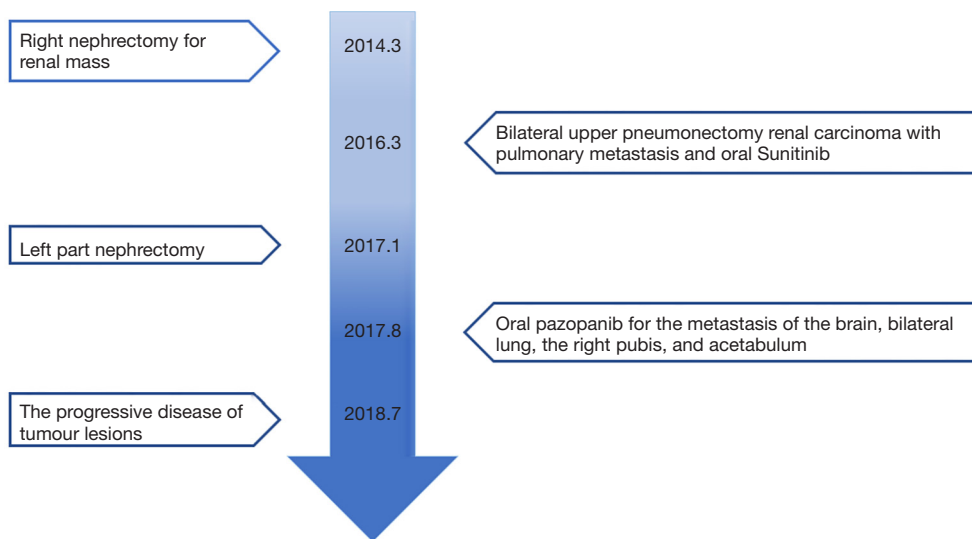 Right nephrectomy for
renal mass
2014.3
2016.3
Bilateral upper pneumonectomy renal carcinoma with
pulmonary metastasis and oral Sunitinib
Left part nephrectomy
2017.1
2017.8
Oral pazopanib for the metastasis of the brain, bilateral
lung, the right pubis, and acetabulum
The progressive disease of
tumour lesions
2018.7